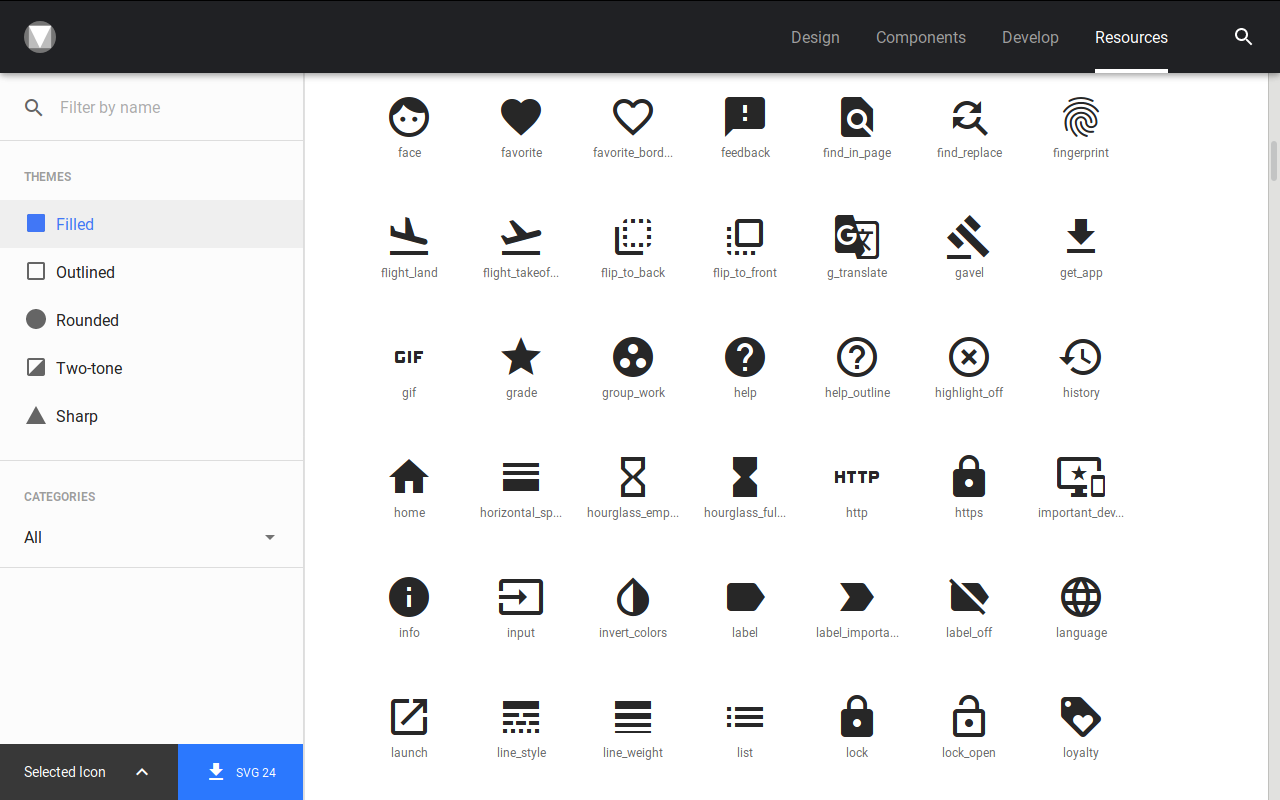 Design Components Develop Resources
Filter by name
THEMES
Filled
Outlined
Rounded
Two-tone
Sharp
CATEGORIES
All
Selected Icon
SVG 24
face favorite favorite_bord... feedback find_in_page find_replace fingerprint
flight_land flight_takeof... flip_to_back flip_to_front g_translate gavel get_app
GIF
gif grade group_work help help_outline highlight_off history
HTTP
home horizontal_sp... hourglass_emp... hourglass_ful... http https important_dev...
info input invert_colors label label_importa... label_off language
launch line_style line_weight list lock lock_open loyalty